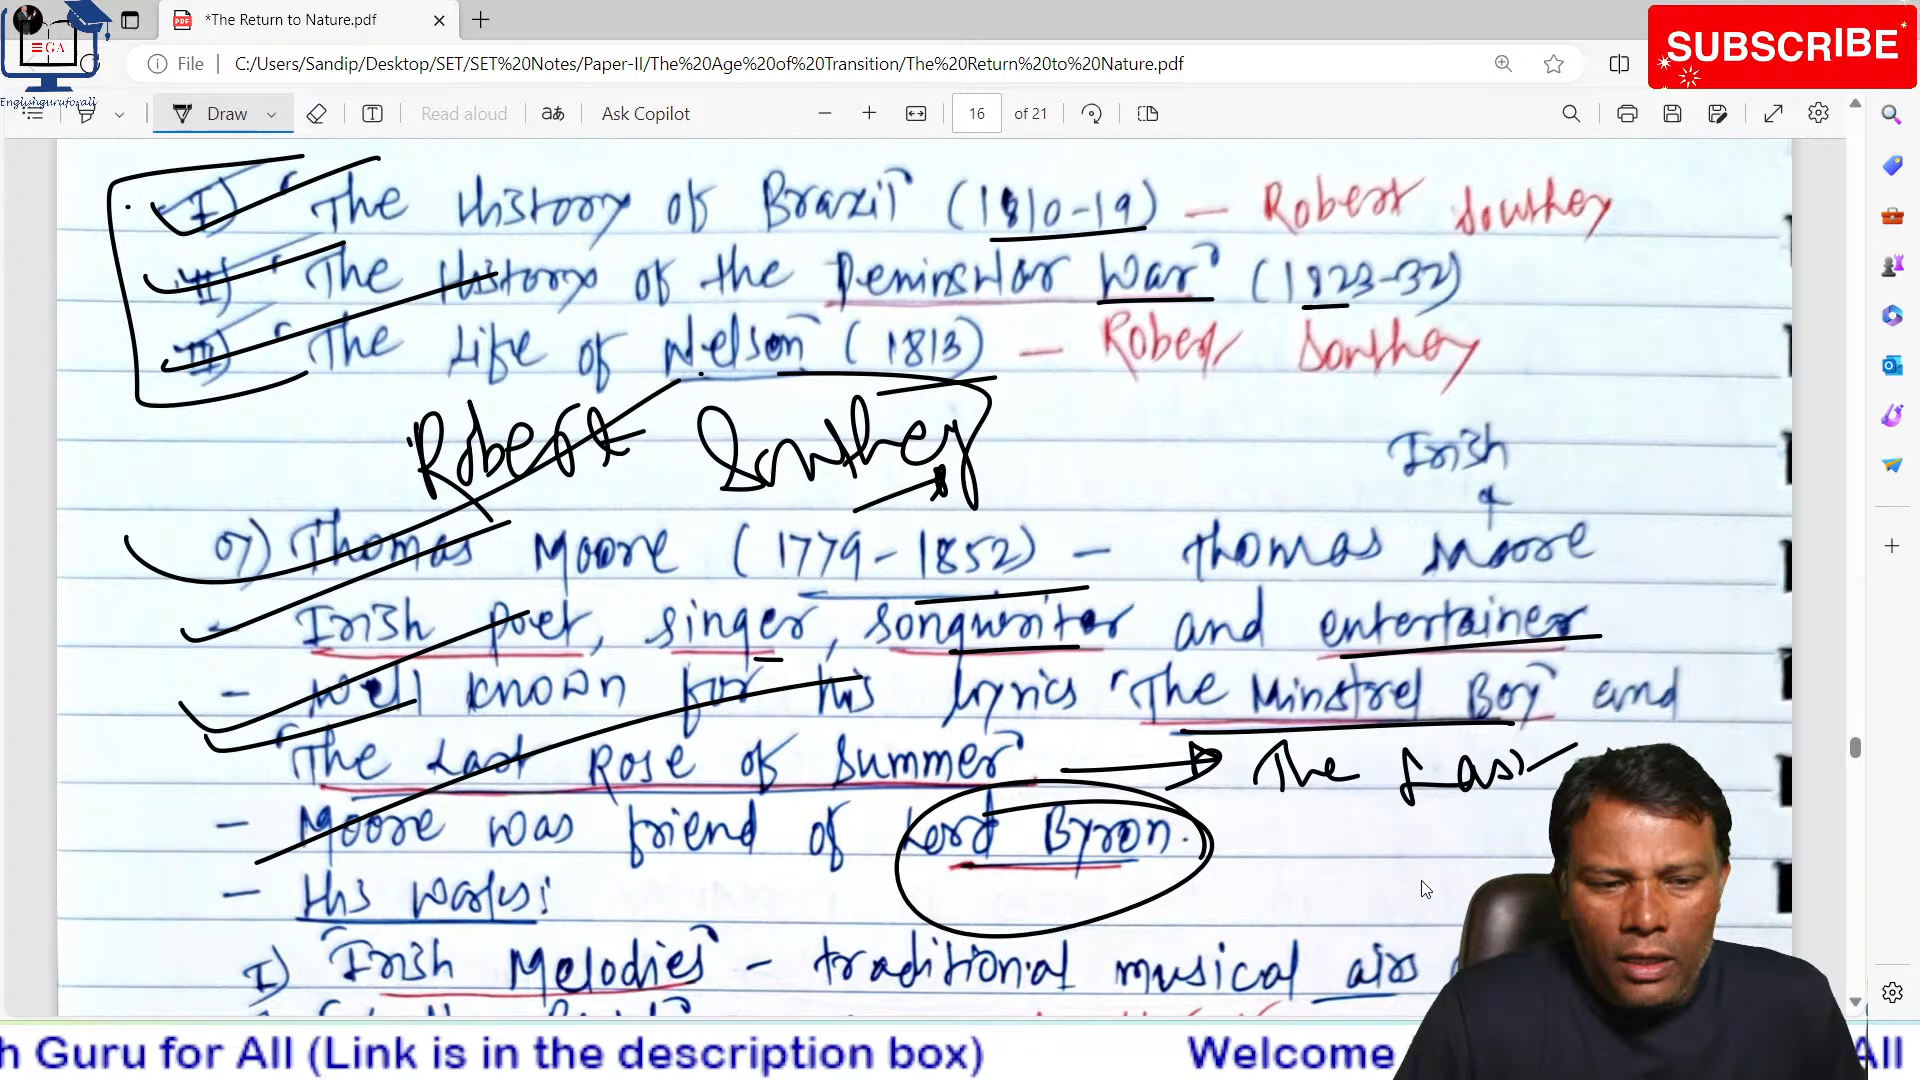 *The Return to Nature.pdf
SUBSCRIBE
GA
Englishguruforall
File C:/Users/Sandip/Desktop/SET/SET%20Notes/Paper-II/The%20Age%20of%20Transition/The%20Return%20to%20Nature.pdf
Draw Read aloud Ask Copilot 16 of 21
I) "The History of Brazil" (1810-19) — Robert Southey
II) "The History of the Peninsular War" (1823-32)
III) "The Life of Nelson" (1813) — Robert Southey
Robert Southey
Irish
07) Thomas Moore (1779-1852) — Thomas Moore
- Irish poet, singer, songwriter and entertainer
- Well known for his lyrics "The Minstrel Boy" and
"The Last Rose of Summer" → The Las
- Moore was friend of Lord Byron.
- His works:
I) "Irish Melodies" - traditional musical airs
h Guru for All (Link is in the description box) Welcome All